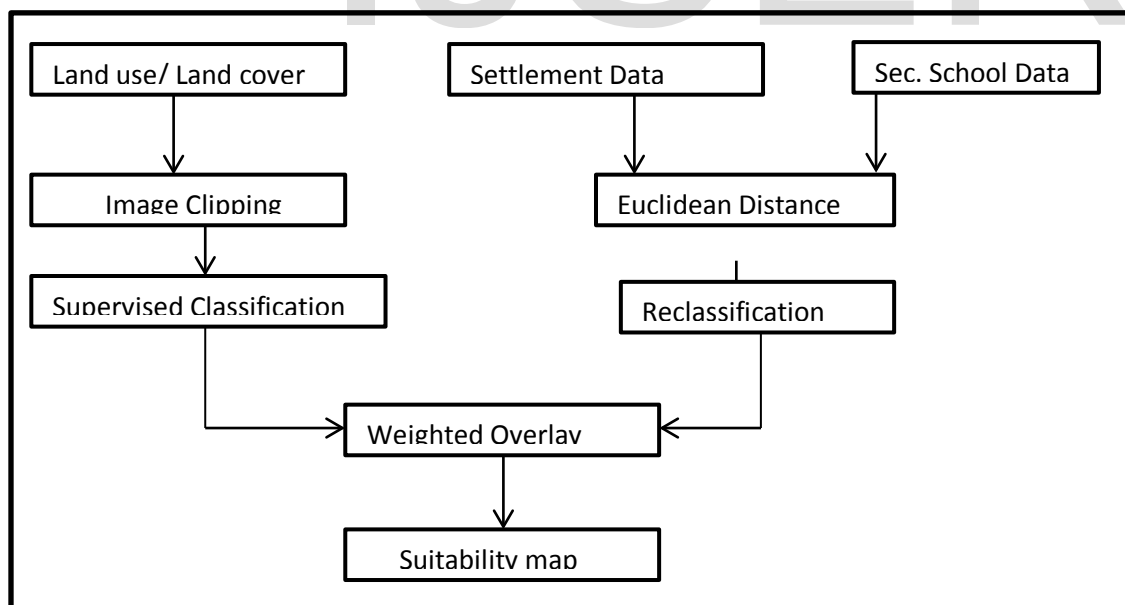 Land use/ Land cover
Settlement Data
Sec. School Data
Image Clipping
Euclidean Distance
Supervised Classification
Reclassification
Weighted Overlay
Suitability map